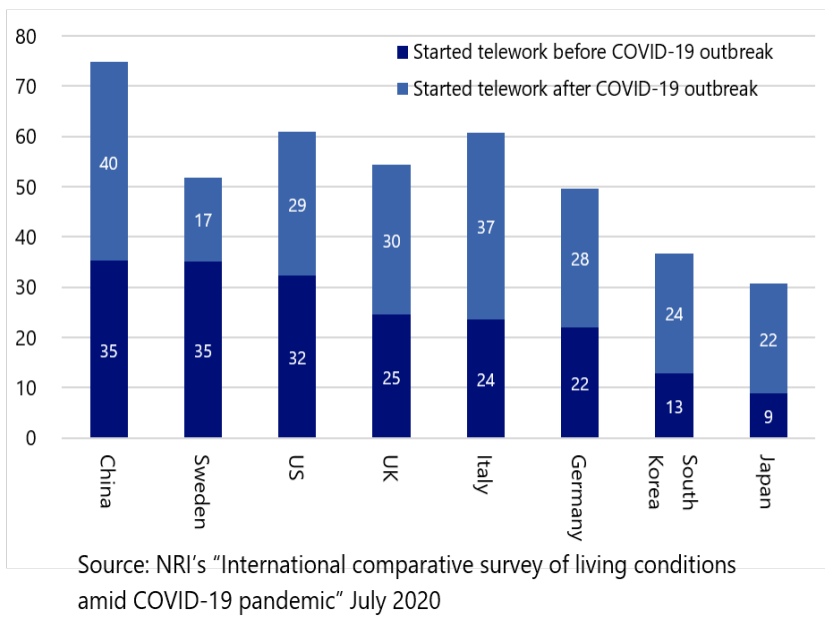 80
70
60
50
40
30
20
10
0
Started telework before COVID-19 outbreak
Started telework after COVID-19 outbreak
40
17
29
30
37
28
24
22
35
35
32
25
24
22
13
9
China
Sweden
US
UK
Italy
Germany
South
Korea
Japan
Source: NRI’s “International comparative survey of living conditions
amid COVID-19 pandemic” July 2020